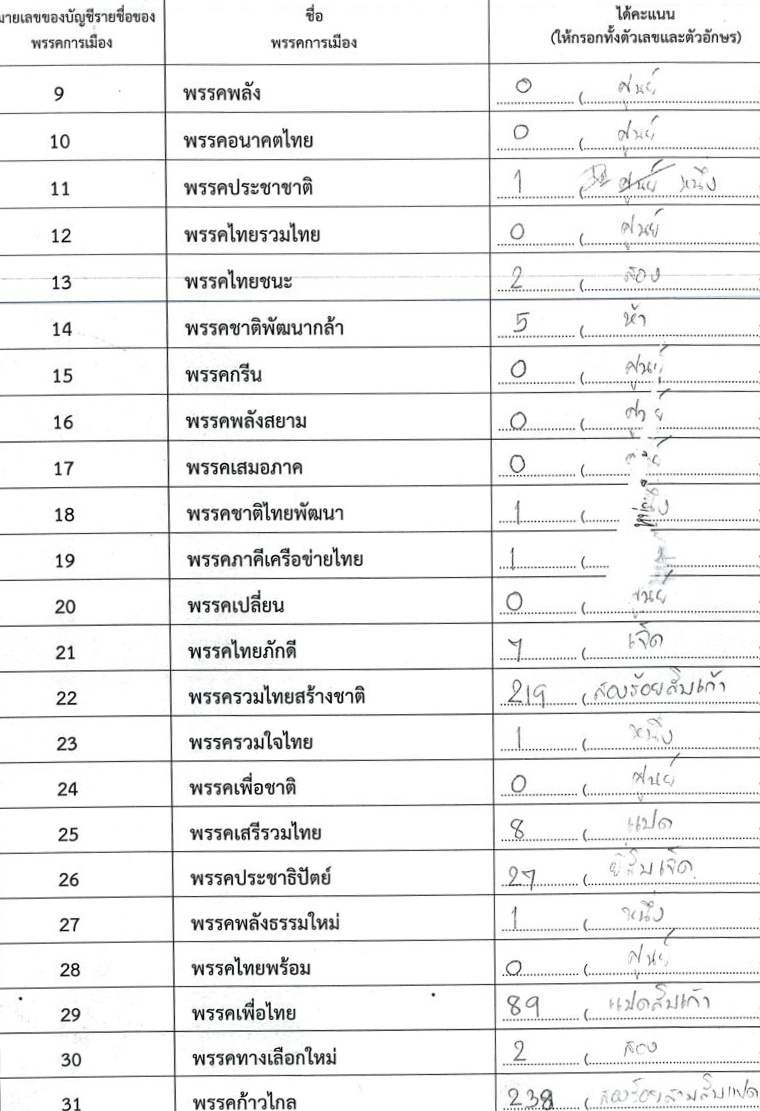 มายเลขของบัญชีรายชื่อของ ชื่อ ได้คะแนน
พรรคการเมือง พรรคการเมือง (ให้กรอกทั้งตัวเลขและตัวอักษร)
9 พรรคพลัง 0 ( ศูนย์
10 พรรคอนาคตไทย 0 ( ศูนย์
11 พรรคประชาชาติ 1 ( ศูนย์ หนึ่ง
12 พรรคไทยรวมไทย 0 ( ศูนย์
13 พรรคไทยชนะ 2 ( สอง
14 พรรคชาติพัฒนากล้า 5 ( ห้า
15 พรรคกรีน 0 ( ศูนย์
16 พรรคพลังสยาม 0 ( ศูนย์
17 พรรคเสมอภาค 0 (
18 พรรคชาติไทยพัฒนา 1 (
19 พรรคภาคีเครือข่ายไทย 1 (
20 พรรคเปลี่ยน 0 ( ศูนย์
21 พรรคไทยภักดี 7 ( เจ็ด
22 พรรครวมไทยสร้างชาติ 219 ( สองร้อยสิบเก้า
23 พรรครวมใจไทย 1 ( หนึ่ง
24 พรรคเพื่อชาติ 0 ( ศูนย์
25 พรรคเสรีรวมไทย 8 ( แปด
26 พรรคประชาธิปัตย์ 27 ( ยี่สิบเจ็ด
27 พรรคพลังธรรมใหม่ 1 ( หนึ่ง
28 พรรคไทยพร้อม 0 ( ศูนย์
29 พรรคเพื่อไทย 89 ( แปดสิบเก้า
30 พรรคทางเลือกใหม่ 2 ( สอง
31 พรรคก้าวไกล 238 ( สองร้อยสามสิบแปด